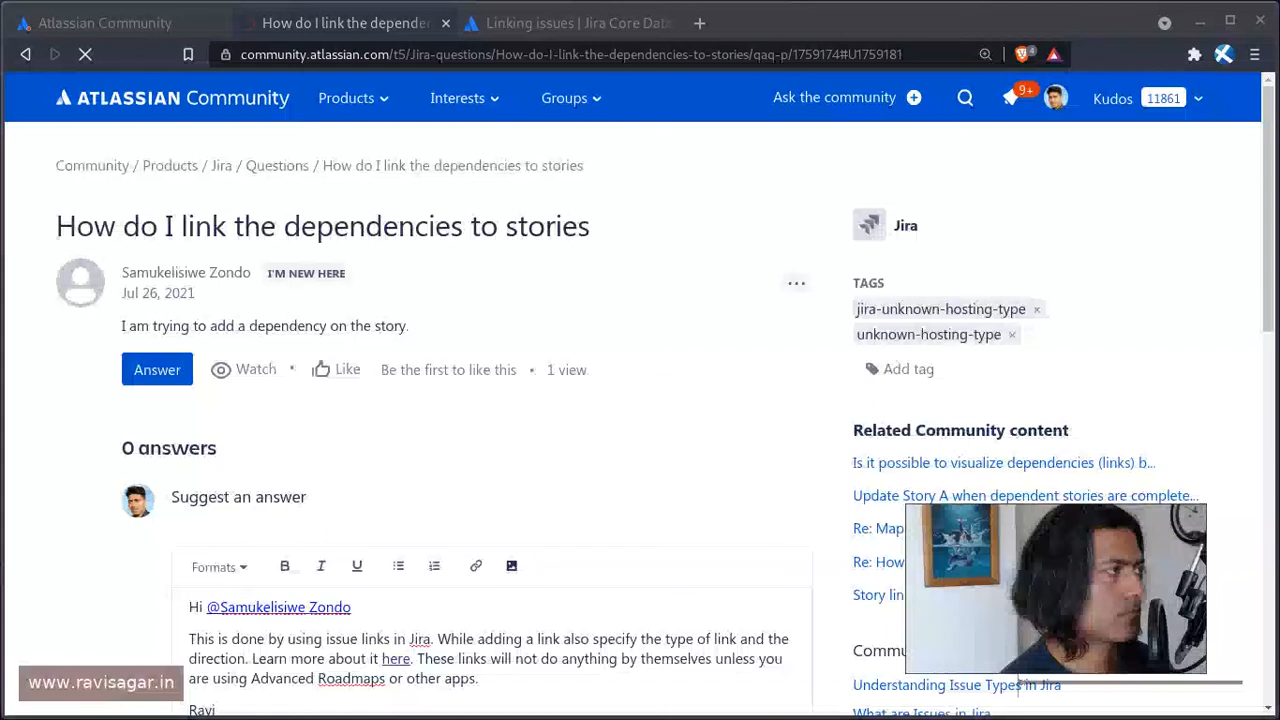 Atlassian Community
How do I link the depende
Linking issues | Jira Core Dat
community.atlassian.com/t5/Jira-questions/How-do-I-link-the-dependencies-to-stories/qaq-p/1759174#U1759181
4
ATLASSIAN Community
Products
Interests
Groups
Ask the community
9+
Kudos 11861
Community / Products / Jira / Questions / How do I link the dependencies to stories
How do I link the dependencies to stories
Samukelisiwe Zondo I'M NEW HERE
Jul 26, 2021
I am trying to add a dependency on the story.
Answer
Watch
Like
Be the first to like this
1 view
0 answers
Suggest an answer
Formats
B I U
Hi @Samukelisiwe Zondo
This is done by using issue links in Jira. While adding a link also specify the type of link and the
direction. Learn more about it here. These links will not do anything by themselves unless you
are using Advanced Roadmaps or other apps.
Ravi
Jira
TAGS
jira-unknown-hosting-type ×
unknown-hosting-type ×
Add tag
Related Community content
Is it possible to visualize dependencies (links) b...
Update Story A when dependent stories are complete...
Re: Map
Re: How
Story lin
Commu
Understanding Issue Types in Jira
What are Issues in Jira
www.ravisagar.in